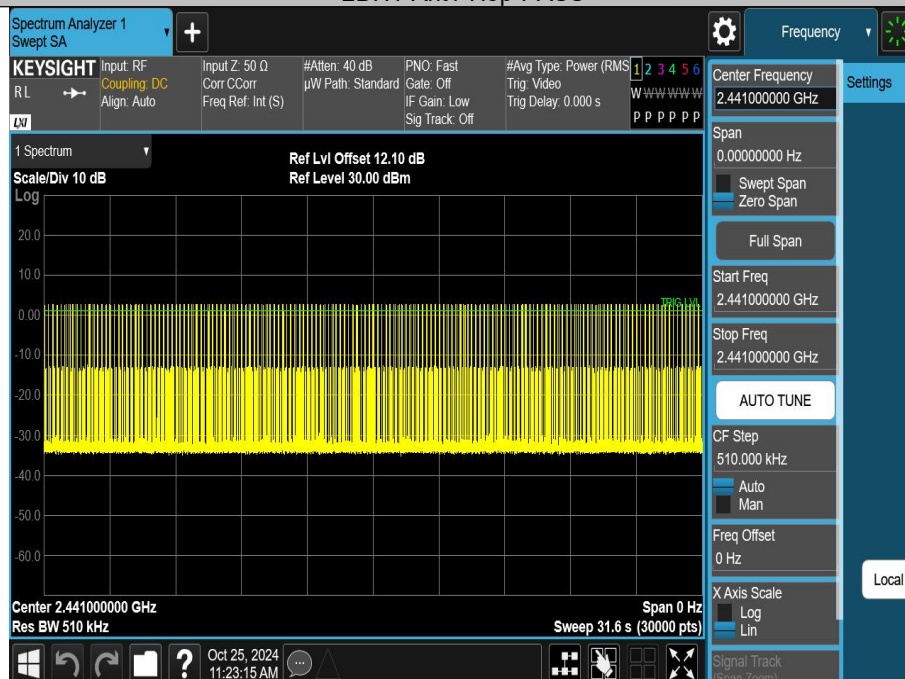 Spectrum Analyzer 1
Swept SA
Frequency
KEYSIGHT
RL
LXI
Input: RF
Coupling: DC
Align: Auto
Input Z: 50 Ω
Corr CCorr
Freq Ref: Int (S)
#Atten: 40 dB
µW Path: Standard
PNO: Fast
Gate: Off
IF Gain: Low
Sig Track: Off
#Avg Type: Power (RMS
Trig: Video
Trig Delay: 0.000 s
1 2 3 4 5 6
W W W W W W
P P P P P P
1 Spectrum
Scale/Div 10 dB
Ref Lvl Offset 12.10 dB
Ref Level 30.00 dBm
Log
20.0
10.0
0.00
-10.0
-20.0
-30.0
-40.0
-50.0
-60.0
TRIG LVL
Center 2.441000000 GHz
Res BW 510 kHz
Span 0 Hz
Sweep 31.6 s (30000 pts)
Center Frequency
2.441000000 GHz
Settings
Span
0.00000000 Hz
Swept Span
Zero Span
Full Span
Start Freq
2.441000000 GHz
Stop Freq
2.441000000 GHz
AUTO TUNE
CF Step
510.000 kHz
Auto
Man
Freq Offset
0 Hz
Local
X Axis Scale
Log
Lin
Signal Track
(Span Zoom)
?
Oct 25, 2024
11:23:15 AM